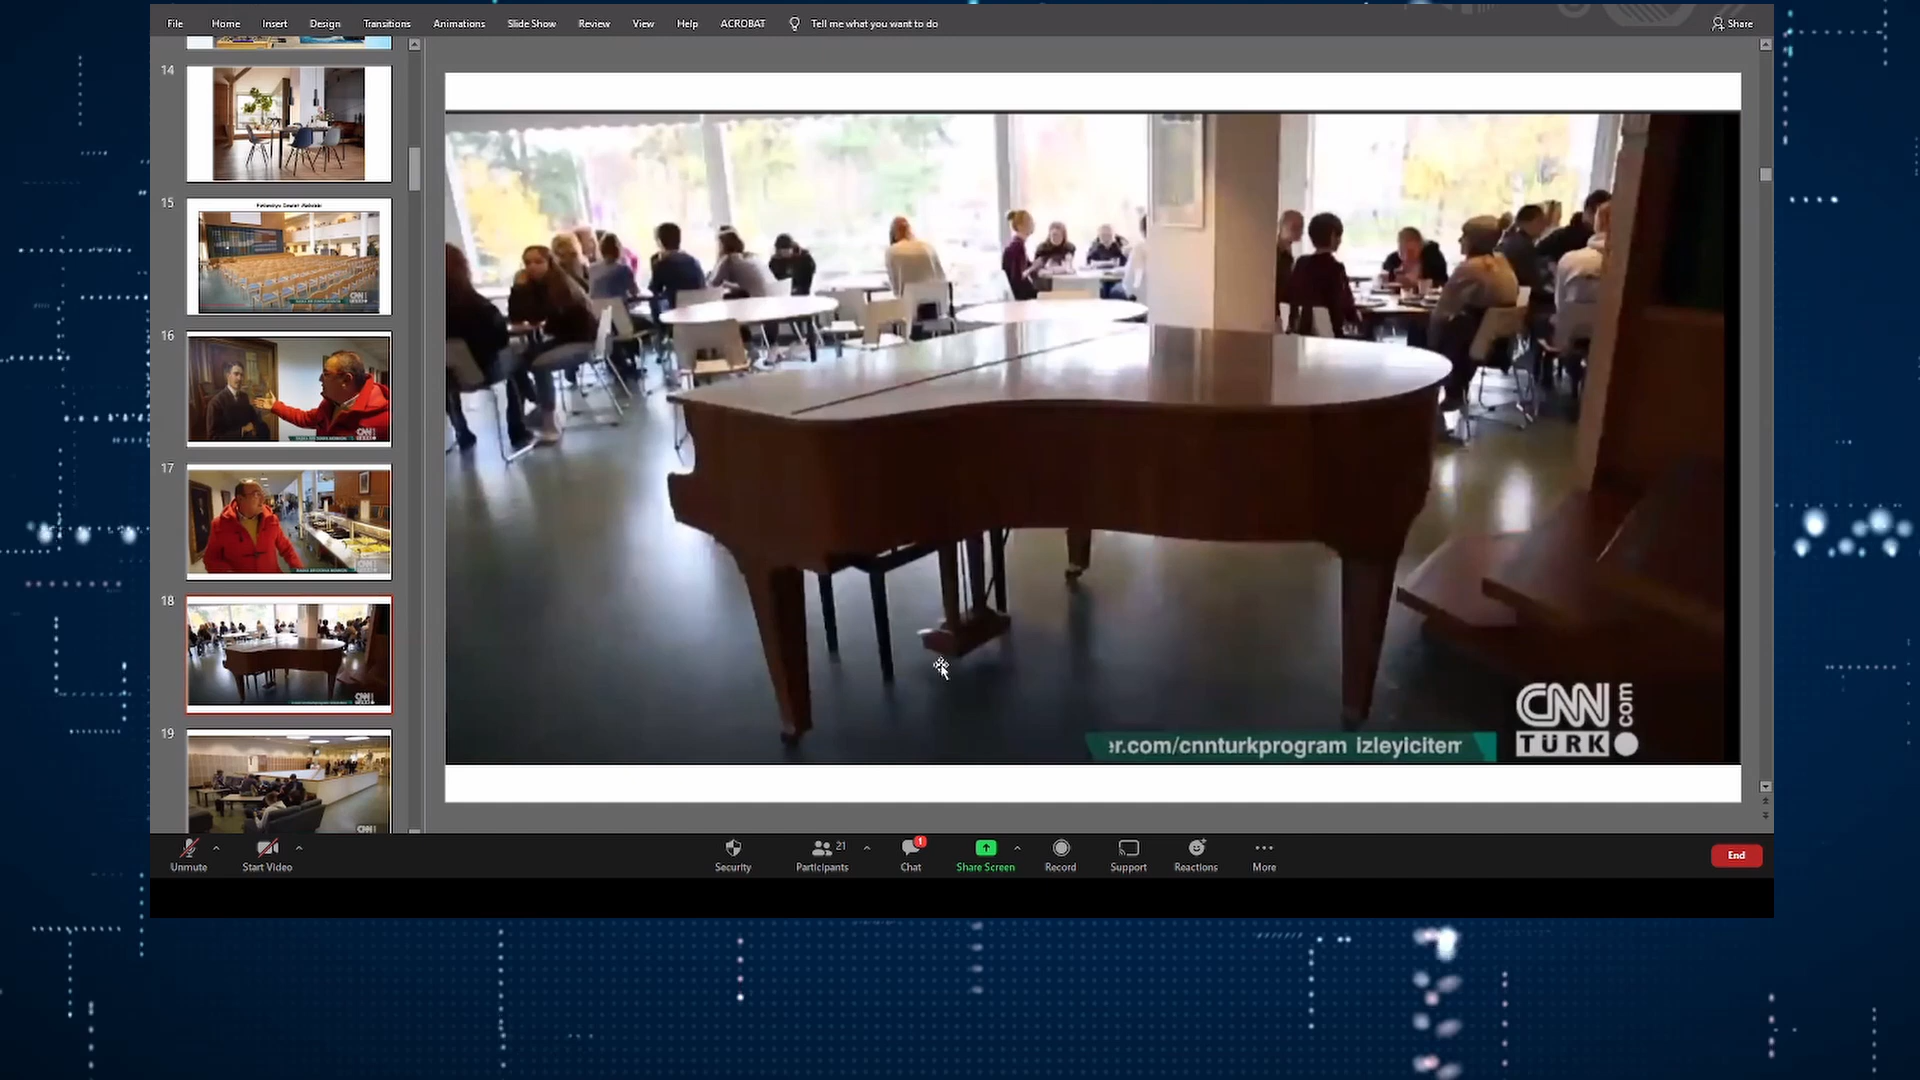 File Home Insert Design Transitions Animations Slide Show Review View Help ACROBAT Tell me what you want to do Share
14
15
16
17
18
19
CNN
TÜRK
.com
er.com/cnnturkprogram izleyicitem
Unmute Start Video Security Participants 21 Chat 1 Share Screen Record Support Reactions More End